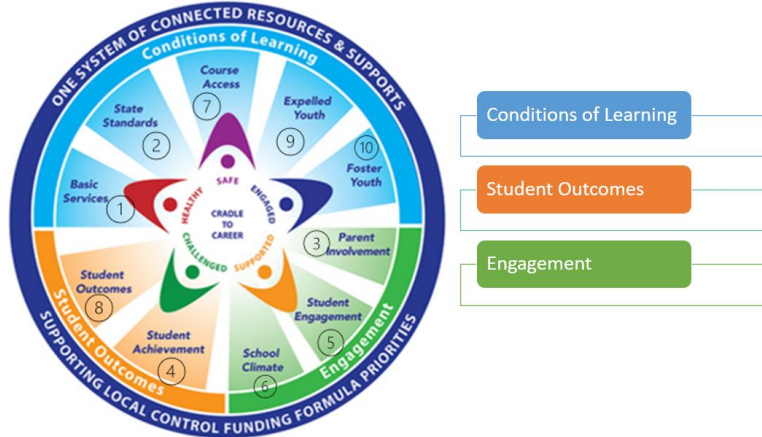 ONE SYSTEM OF CONNECTED RESOURCES & SUPPORTS
Conditions of Learning
Course
Access
7
State
Standards
2
Expelled
Youth
9
10
Foster
Youth
Basic
Services
1
SAFE
HEALTHY
ENGAGED
CRADLE
TO
CAREER
CHALLENGED
SUPPORTED
3
Parent
Involvement
Student
Outcomes
8
Student
Engagement
5
Student
Achievement
4
School
Climate
6
Student Outcomes
Engagement
SUPPORTING LOCAL CONTROL FUNDING FORMULA PRIORITIES
Conditions of Learning
Student Outcomes
Engagement